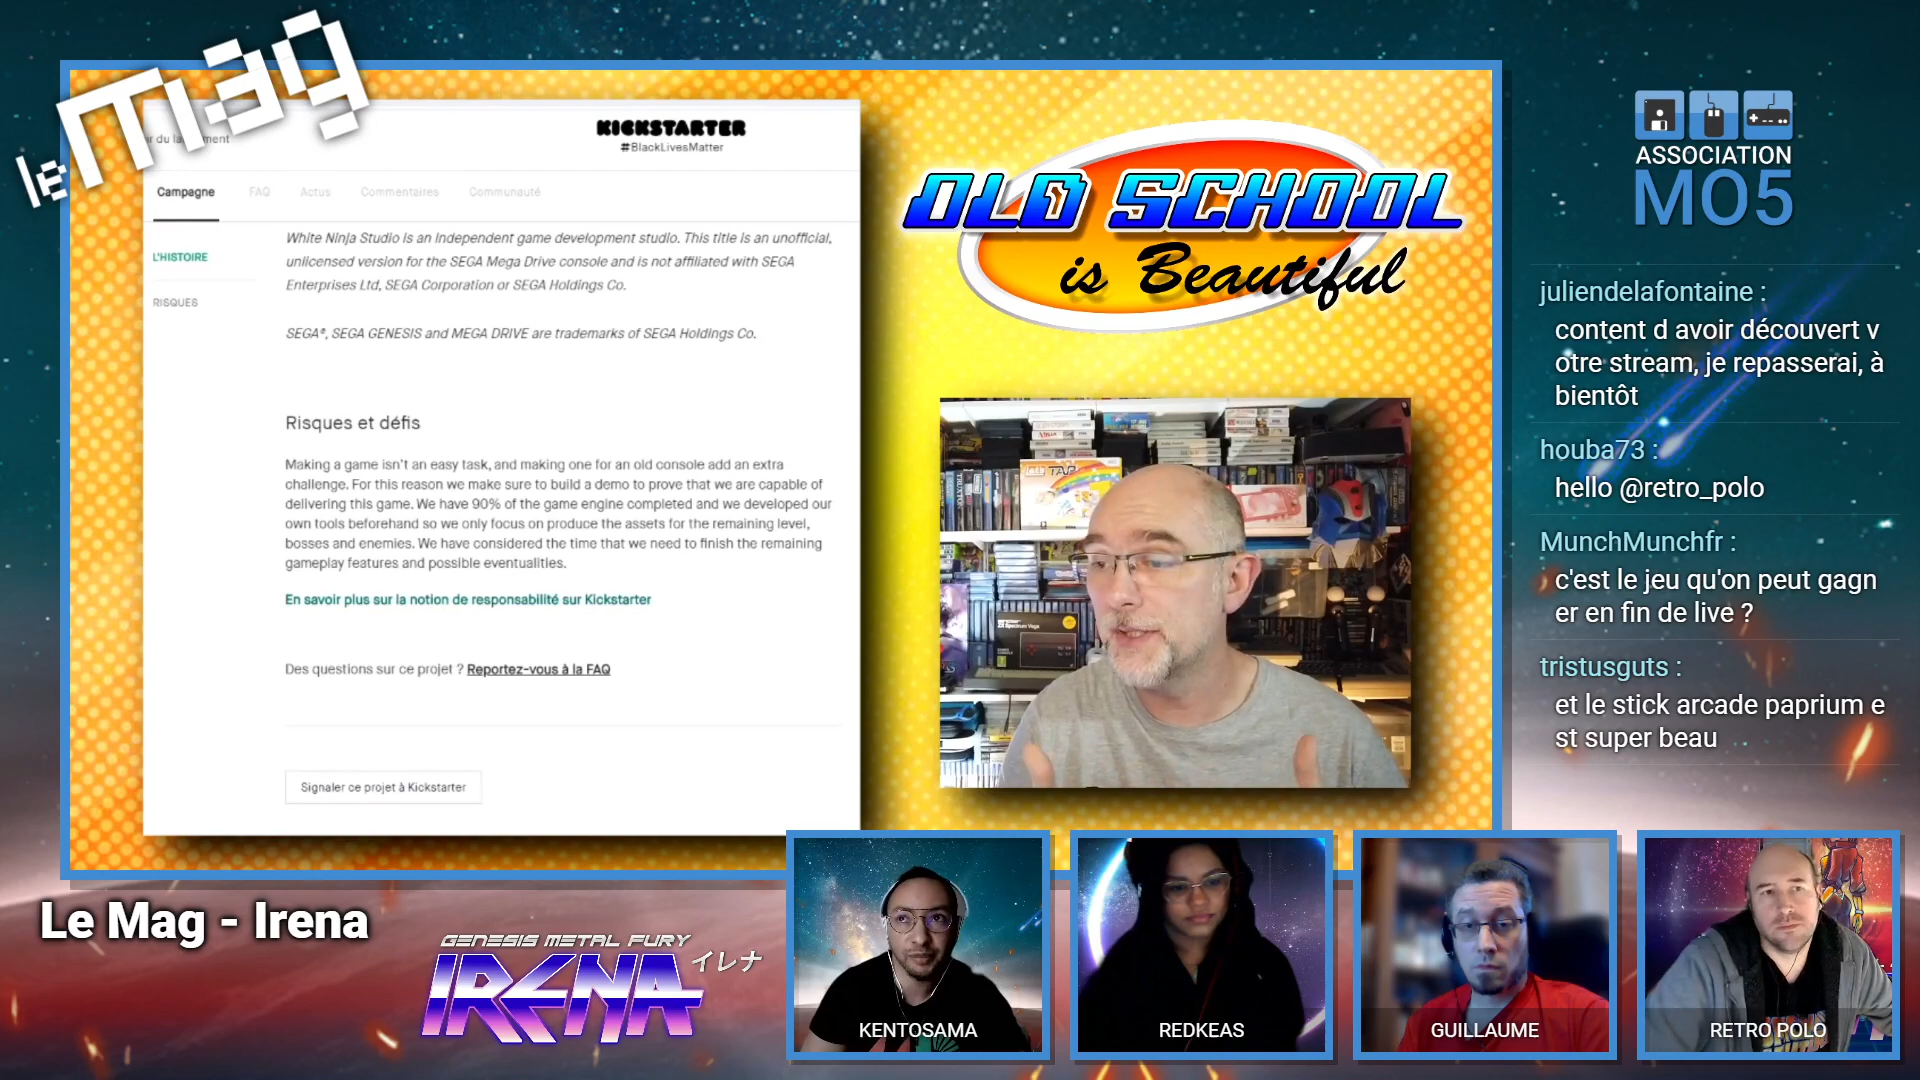 le mag
du la
ment
KICKSTARTER
#BlackLivesMatter
Campagne
FAQ
Actus
Commentaires
Communauté
L'HISTOIRE
RISQUES
White Ninja Studio is an independent game development studio. This title is an unofficial,
unlicensed version for the SEGA Mega Drive console and is not affiliated with SEGA
Enterprises Ltd, SEGA Corporation or SEGA Holdings Co.
SEGA®, SEGA GENESIS and MEGA DRIVE are trademarks of SEGA Holdings Co.
Risques et défis
Making a game isn't an easy task, and making one for an old console add an extra
challenge. For this reason we make sure to build a demo to prove that we are capable of
delivering this game. We have 90% of the game engine completed and we developed our
own tools beforehand so we only focus on produce the assets for the remaining level,
bosses and enemies. We have considered the time that we need to finish the remaining
gameplay features and possible eventualities.
En savoir plus sur la notion de responsabilité sur Kickstarter
Des questions sur ce projet ? Reportez-vous à la FAQ
Signaler ce projet à Kickstarter
OLD SCHOOL
is Beautiful
ASSOCIATION
MO5
juliendelafontaine :
content d avoir découvert v
otre stream, je repasserai, à
bientôt
houba73 :
hello @retro_polo
MunchMunchfr :
c'est le jeu qu'on peut gagn
er en fin de live ?
tristusguts :
et le stick arcade paprium e
st super beau
Le Mag - Irena
GENESIS METAL FURY
IRENA
イレナ
KENTOSAMA
REDKEAS
GUILLAUME
RETRO POLO